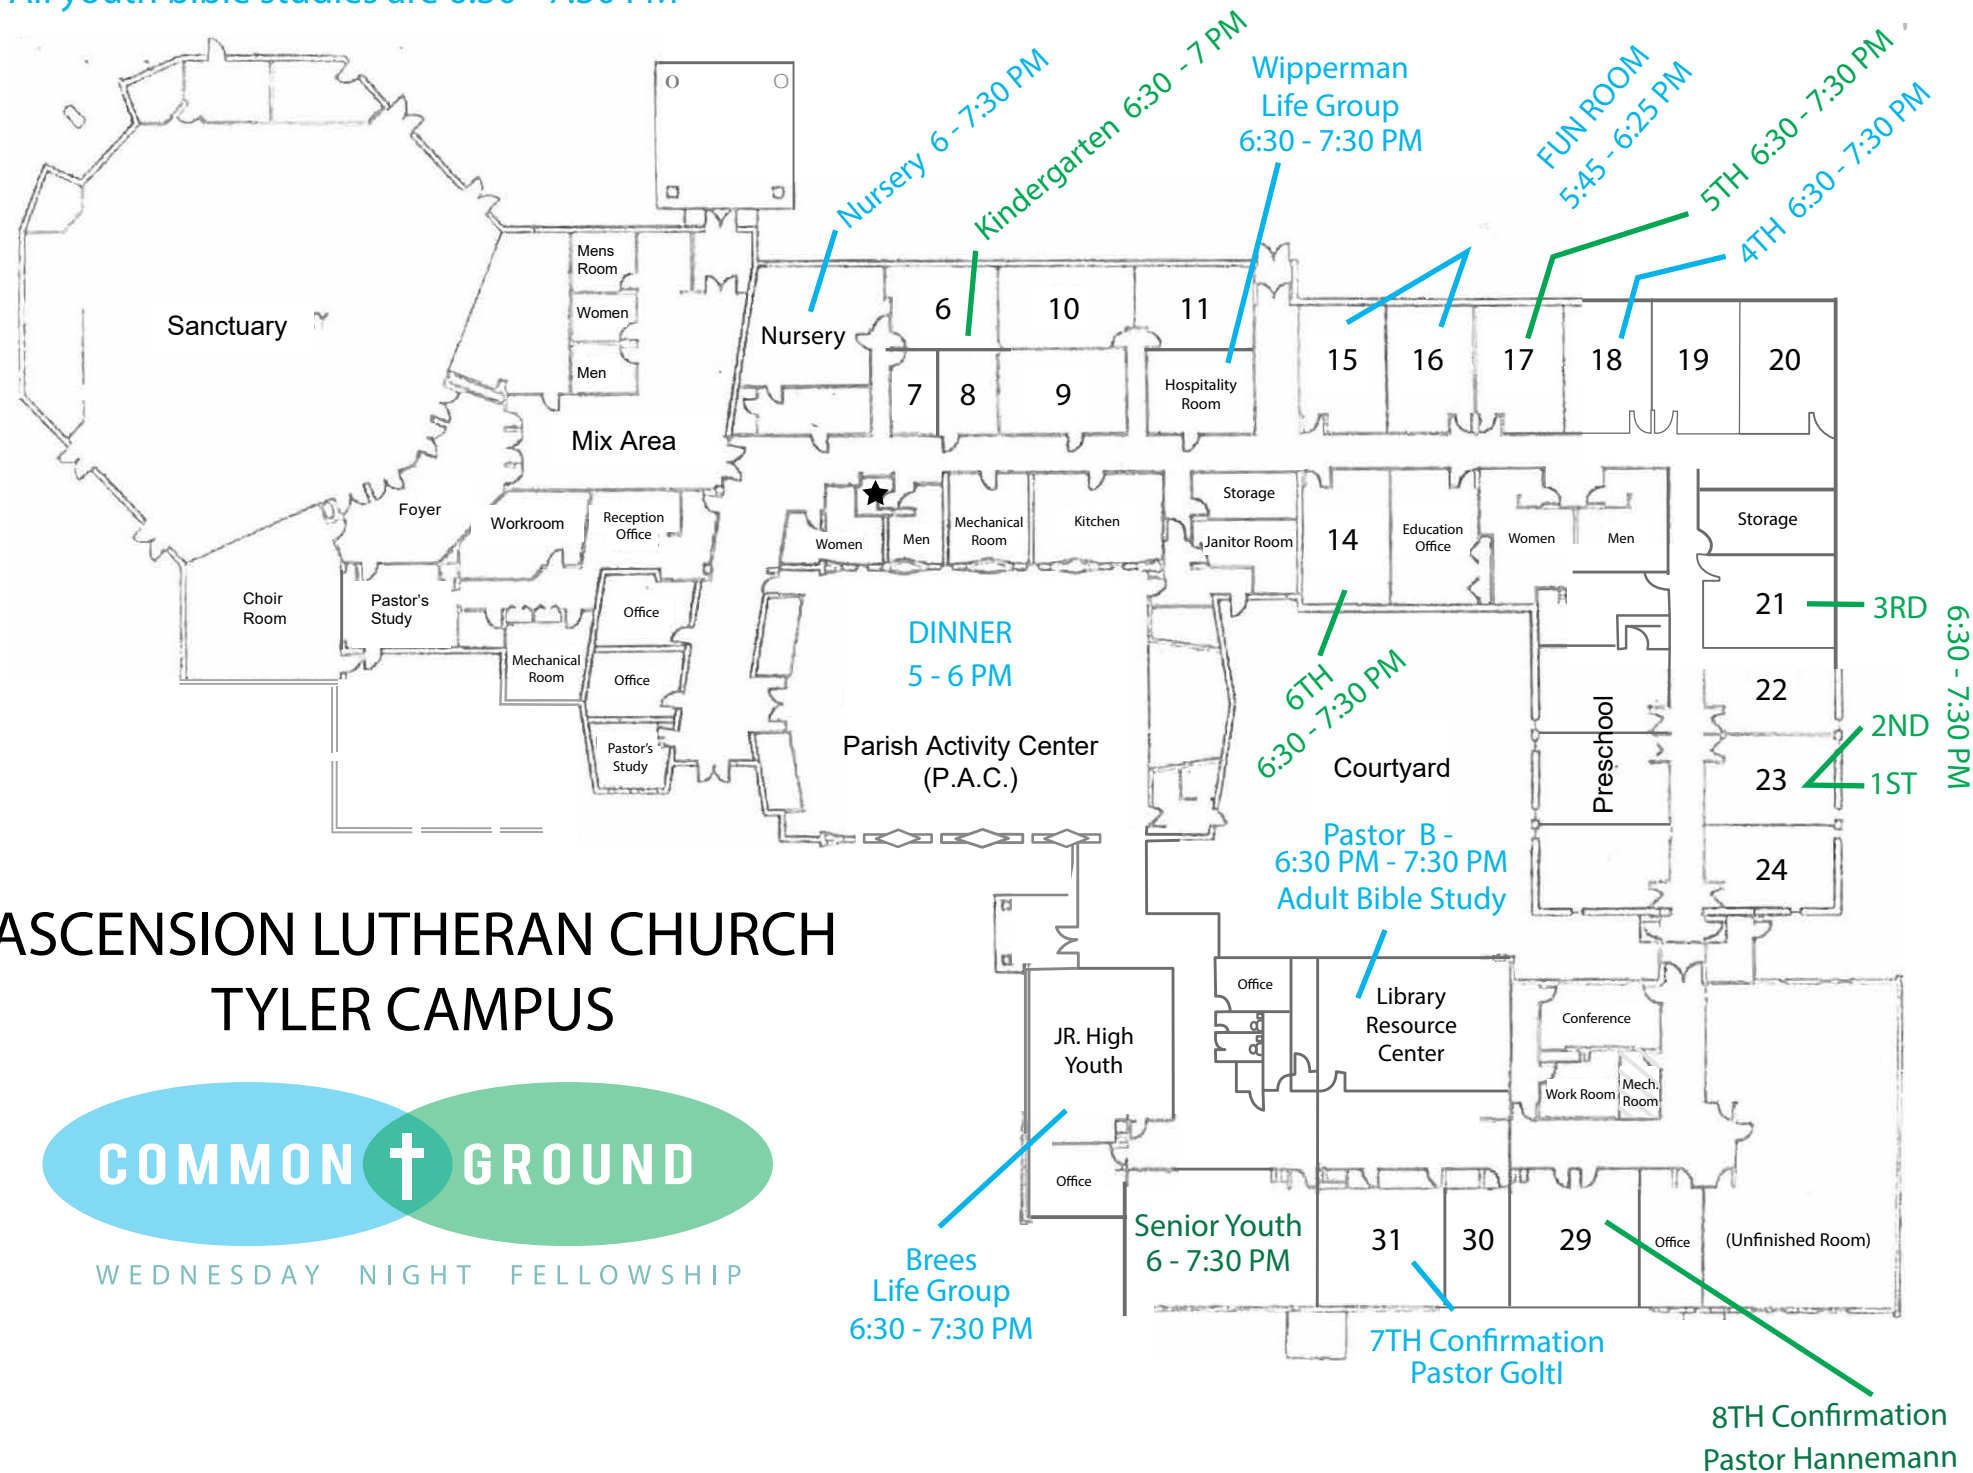 All youth bible studies are 6:30 - 7:30 PM
Nursery 6 - 7:30 PM
Kindergarten 6:30 - 7 PM
Wipperman
Life Group
6:30 - 7:30 PM
FUN ROOM
5:45 - 6:25 PM
5TH 6:30 - 7:30 PM
4TH 6:30 - 7:30 PM
Sanctuary
Mens
Room
Women
Men
Mix Area
Nursery
6
10
11
7
8
9
Hospitality
Room
15
16
17
18
19
20
Foyer
Workroom
Reception
Office
Women
Men
Mechanical
Room
Kitchen
Storage
Janitor Room
14
Education
Office
Women
Men
Storage
Choir
Room
Pastor's
Study
Office
Mechanical
Room
Office
Pastor's
Study
DINNER
5 - 6 PM
Parish Activity Center
(P.A.C.)
6TH
6:30 - 7:30 PM
Courtyard
Preschool
21
3RD
22
2ND
23
1ST
6:30 - 7:30 PM
24
Pastor B -
6:30 PM - 7:30 PM
Adult Bible Study
ASCENSION LUTHERAN CHURCH
TYLER CAMPUS
COMMON GROUND
WEDNESDAY NIGHT FELLOWSHIP
JR. High
Youth
Office
Office
Library
Resource
Center
Conference
Work Room
Mech.
Room
Brees
Life Group
6:30 - 7:30 PM
Senior Youth
6 - 7:30 PM
31
30
29
Office
(Unfinished Room)
7TH Confirmation
Pastor Goltl
8TH Confirmation
Pastor Hannemann